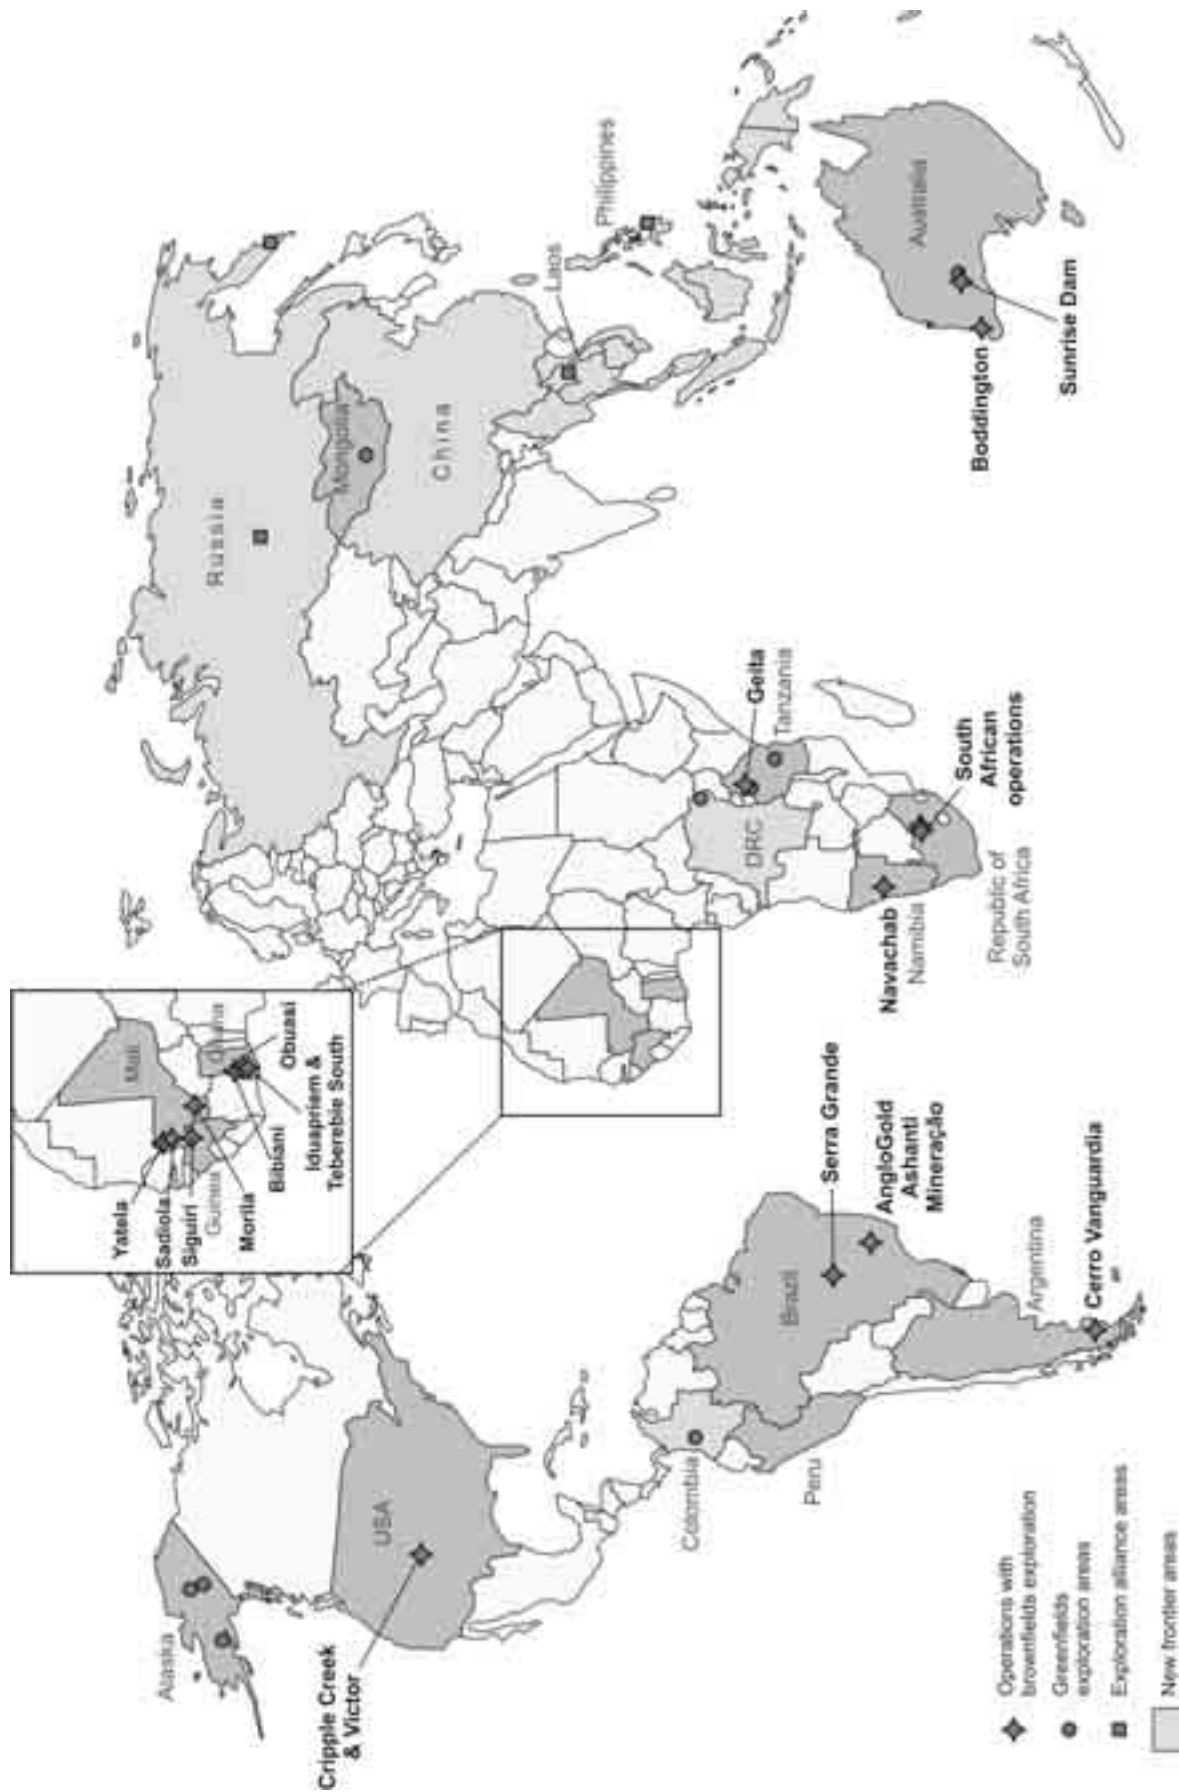 Alaska
USA
Cripple Creek
& Victor
Colombia
Peru
Brazil
Serra Grande
AngloGold
Ashanti
Mineração
Argentina
Cerro Vanguardia
Yatela
Sadiola
Siguiri
Guinea
Morila
Mali
Ghana
Bibiani
Obuasi
Iduapriem &
Teberebie South
Russia
Mongolia
China
Laos
Philippines
DRC
Geita
Tanzania
Navachab
Namibia
Republic of
South Africa
South
African
operations
Australia
Boddington
Sunrise Dam
Operations with
brownfields exploration
Greenfields
exploration areas
Exploration alliance areas
New frontier areas